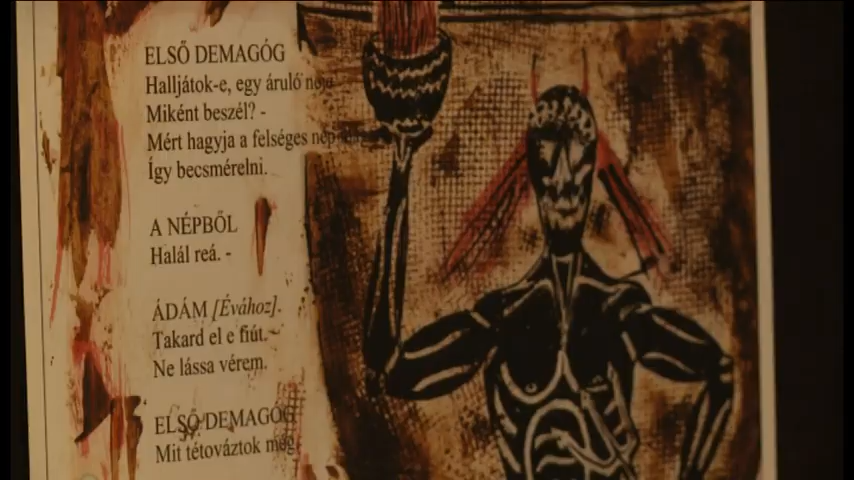 ELSŐ DEMAGÓG
Halljátok-e, egy áruló neje
Miként beszél? -
Mért hagyja a felséges nép
Így becsmérelni.
A NÉPBŐL
Halál reá. -
ÁDÁM [Évához].
Takard el e fiút.
Ne lássa vérem.
ELSŐ DEMAGÓG
Mit tétováztok még